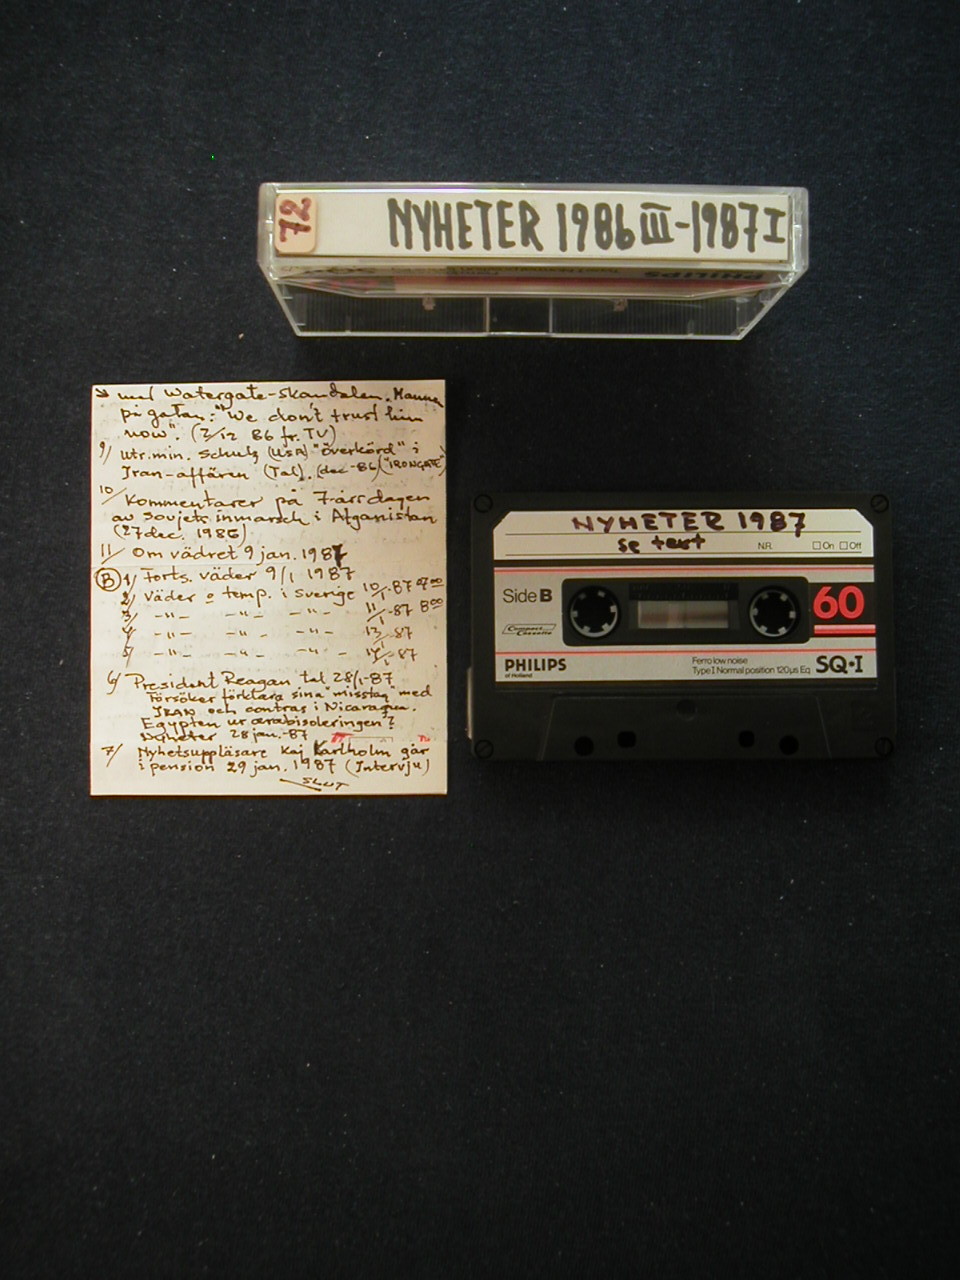 72
NYHETER 1986 III-1987 I
PHILIPS
med Watergate-skandalen. Manna
på gatan: "We don't trust him
now". (2/12 86 fr. TV)
9/ utr.min. Schulz (USA) "överkörd" i
Iran-affären (Tal). (dec-86) ("IRONGATE")
10/ Kommentarer på 7-årsdagen
av Sovjets inmarsch i Afganistan
(27 dec. 1986)
11/ Om vädret 9 jan. 1987
B 1/ Forts. väder 9/1 1987
2/ Väder o temp. i Sverige 10/1-87 07 00
3/ -"- -"- -"- 11/1-87 8 00
4/ -"- -"- -"- 13/1-87
5/ -"- -"- -"- 14/1-87
6/ President Reagan tal 28/1-87
Försöker förklara sina "misstag" med
IRAN och contras i Nicaragua.
Egypten ur arabisoleringen?
Nyheter 28 jan.-87
7/ Nyhetsuppläsare Kaj Karlholm går
i pension 29 jan. 1987 (Intervju)
SLUT
NYHETER 1987
se text
N.R. On Off
Side B
60
Compact Cassette
PHILIPS
of Holland
Ferro low noise
Type I Normal position 120µs Eq
SQ·I